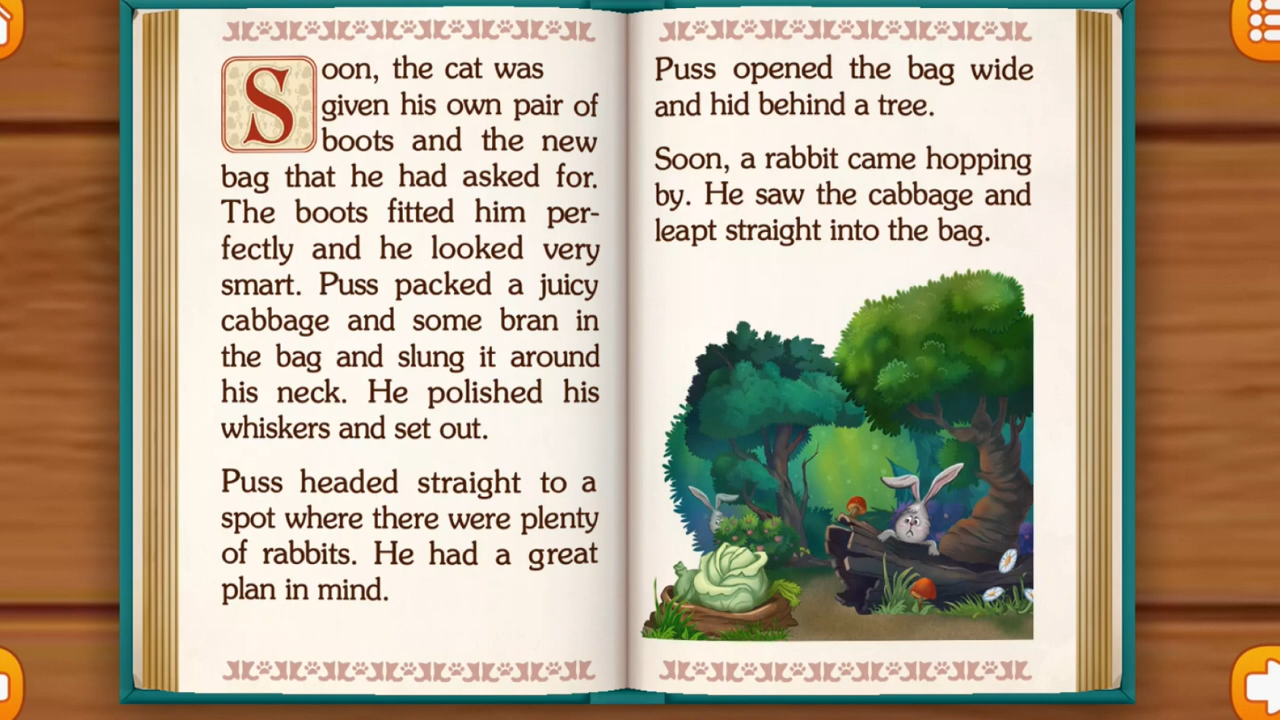 Soon, the cat was
given his own pair of
boots and the new
bag that he had asked for.
The boots fitted him per-
fectly and he looked very
smart. Puss packed a juicy
cabbage and some bran in
the bag and slung it around
his neck. He polished his
whiskers and set out.
Puss headed straight to a
spot where there were plenty
of rabbits. He had a great
plan in mind.
Puss opened the bag wide
and hid behind a tree.
Soon, a rabbit came hopping
by. He saw the cabbage and
leapt straight into the bag.